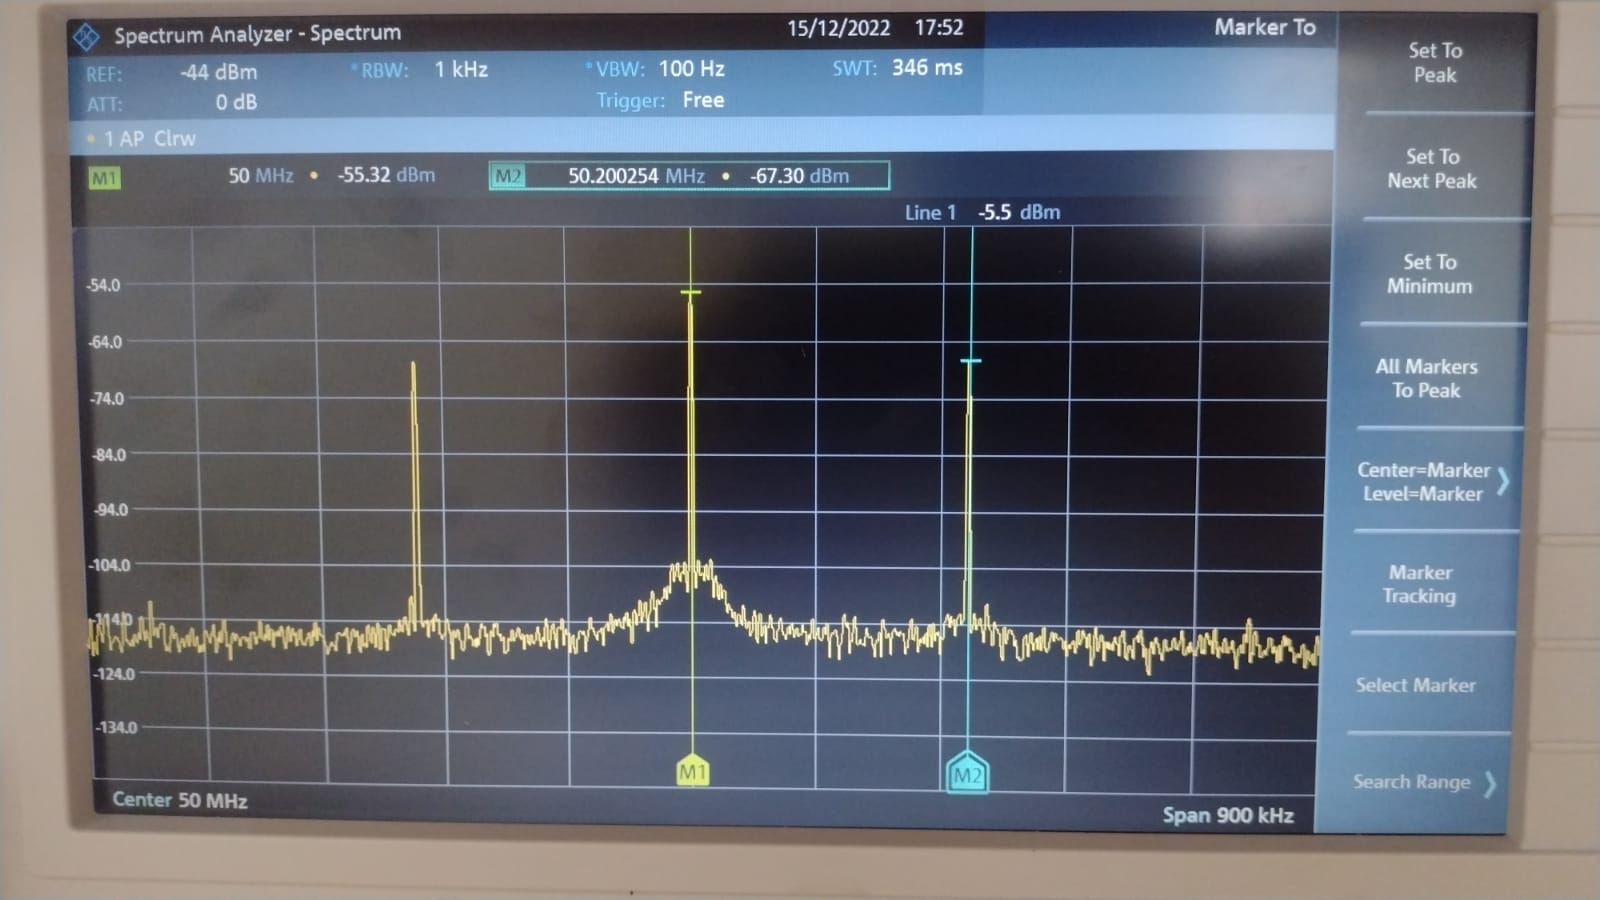 Spectrum Analyzer - Spectrum 15/12/2022 17:52 Marker To
REF: -44 dBm * RBW: 1 kHz * VBW: 100 Hz SWT: 346 ms
ATT: 0 dB Trigger: Free
• 1 AP Clrw
M1 50 MHz • -55.32 dBm M2 50.200254 MHz • -67.30 dBm
Line 1 -5.5 dBm
-54.0
-64.0
-74.0
-84.0
-94.0
-104.0
-114.0
-124.0
-134.0
M1 M2
Center 50 MHz Span 900 kHz
Set To
Peak
Set To
Next Peak
Set To
Minimum
All Markers
To Peak
Center=Marker
Level=Marker
Marker
Tracking
Select Marker
Search Range